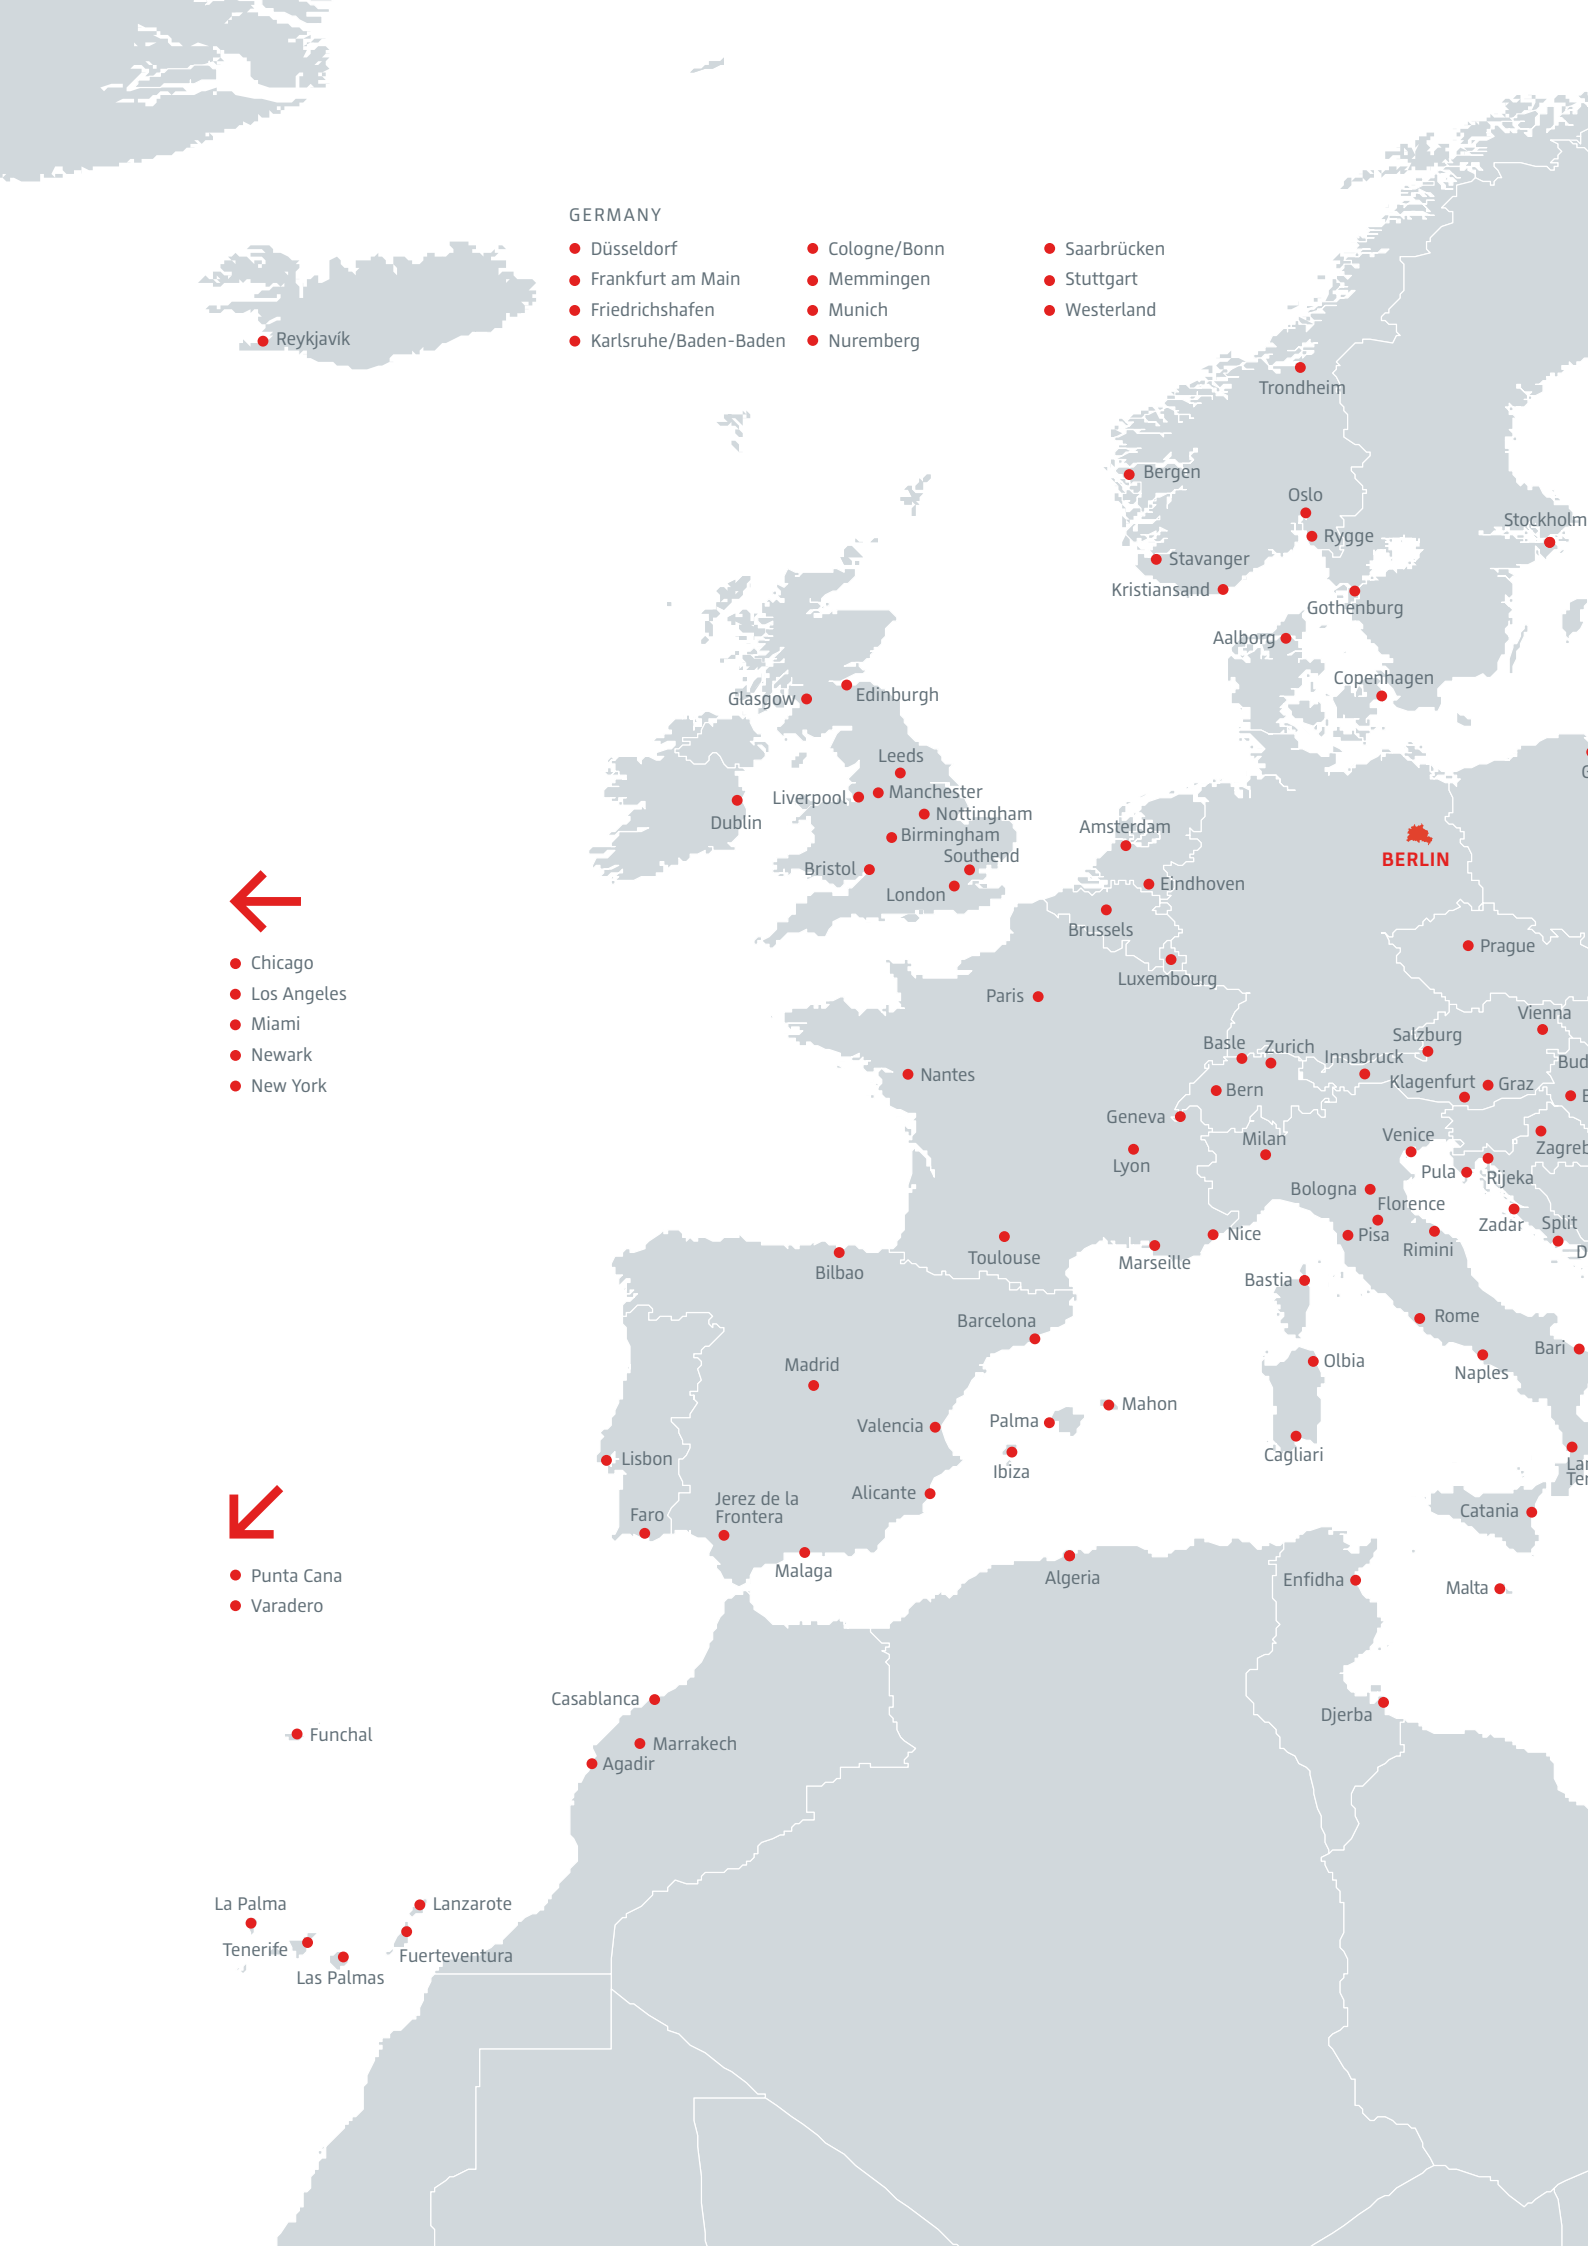 GERMANY
Düsseldorf
Frankfurt am Main
Friedrichshafen
Karlsruhe/Baden-Baden
Cologne/Bonn
Memmingen
Munich
Nuremberg
Saarbrücken
Stuttgart
Westerland
Reykjavík
Trondheim
Bergen
Oslo
Rygge
Stockholm
Stavanger
Kristiansand
Gothenburg
Aalborg
Copenhagen
Glasgow
Edinburgh
Leeds
Liverpool
Manchester
Nottingham
Dublin
Birmingham
Southend
Bristol
London
Amsterdam
Eindhoven
BERLIN
Brussels
Luxembourg
Prague
Paris
Vienna
Salzburg
Basle
Zurich
Innsbruck
Bud
Klagenfurt
Graz
Nantes
Bern
Geneva
Milan
Venice
Zagreb
Lyon
Pula
Rijeka
Bologna
Florence
Zadar
Split
Pisa
Rimini
Nice
Toulouse
Marseille
Bilbao
Bastia
Barcelona
Rome
Bari
Naples
Madrid
Olbia
Mahon
Palma
Valencia
Ibiza
Cagliari
Lisbon
Alicante
Jerez de la
Frontera
Faro
Malaga
Catania
Algeria
Enfidha
Malta
Chicago
Los Angeles
Miami
Newark
New York
Punta Cana
Varadero
Casablanca
Djerba
Funchal
Marrakech
Agadir
La Palma
Lanzarote
Tenerife
Fuerteventura
Las Palmas